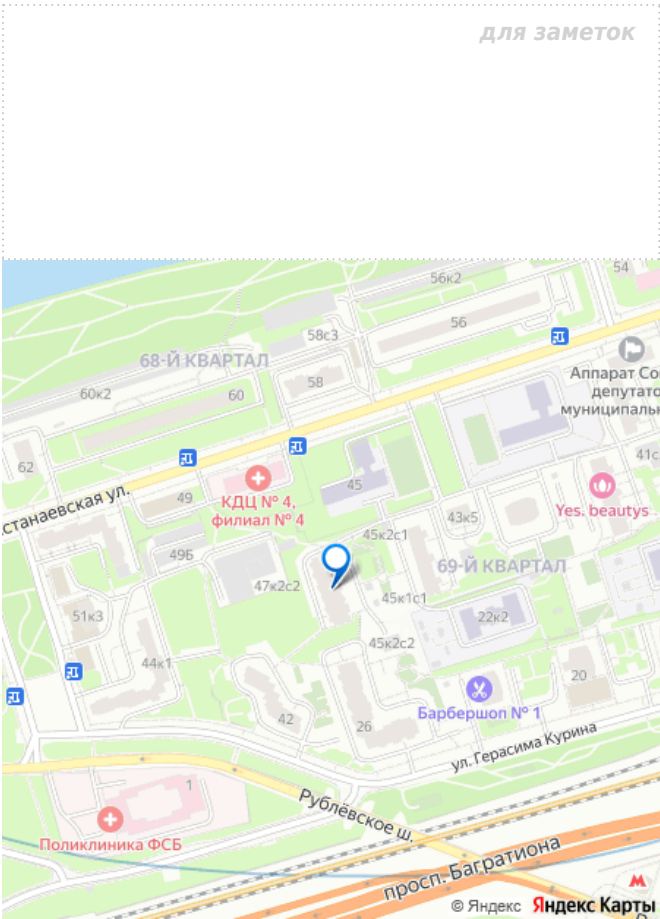 для заметок
54
56к2
56
58с3
68-Й КВАРТАЛ
58
60к2
60
Аппарат Со
депутато
муниципальн
62
41с
КДЦ № 4,
филиал № 4
45
49
Yes. beautys
станаевская ул.
43к5
45к2с1
49Б
69-Й КВАРТАЛ
47к2с2
45к1с1
51к3
22к2
45к2с2
44к1
20
Барбершоп № 1
42
26
ул. Герасима Курина
1
Рублёвское ш.
Поликлиника ФСБ
просп. Багратиона
© Яндекс Яндекс Карты